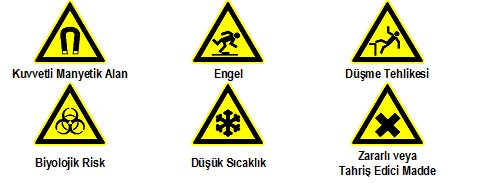 Kuvvetli Manyetik Alan
Engel
Düşme Tehlikesi
Biyolojik Risk
Düşük Sıcaklık
Zararlı veya
Tahriş Edici Madde